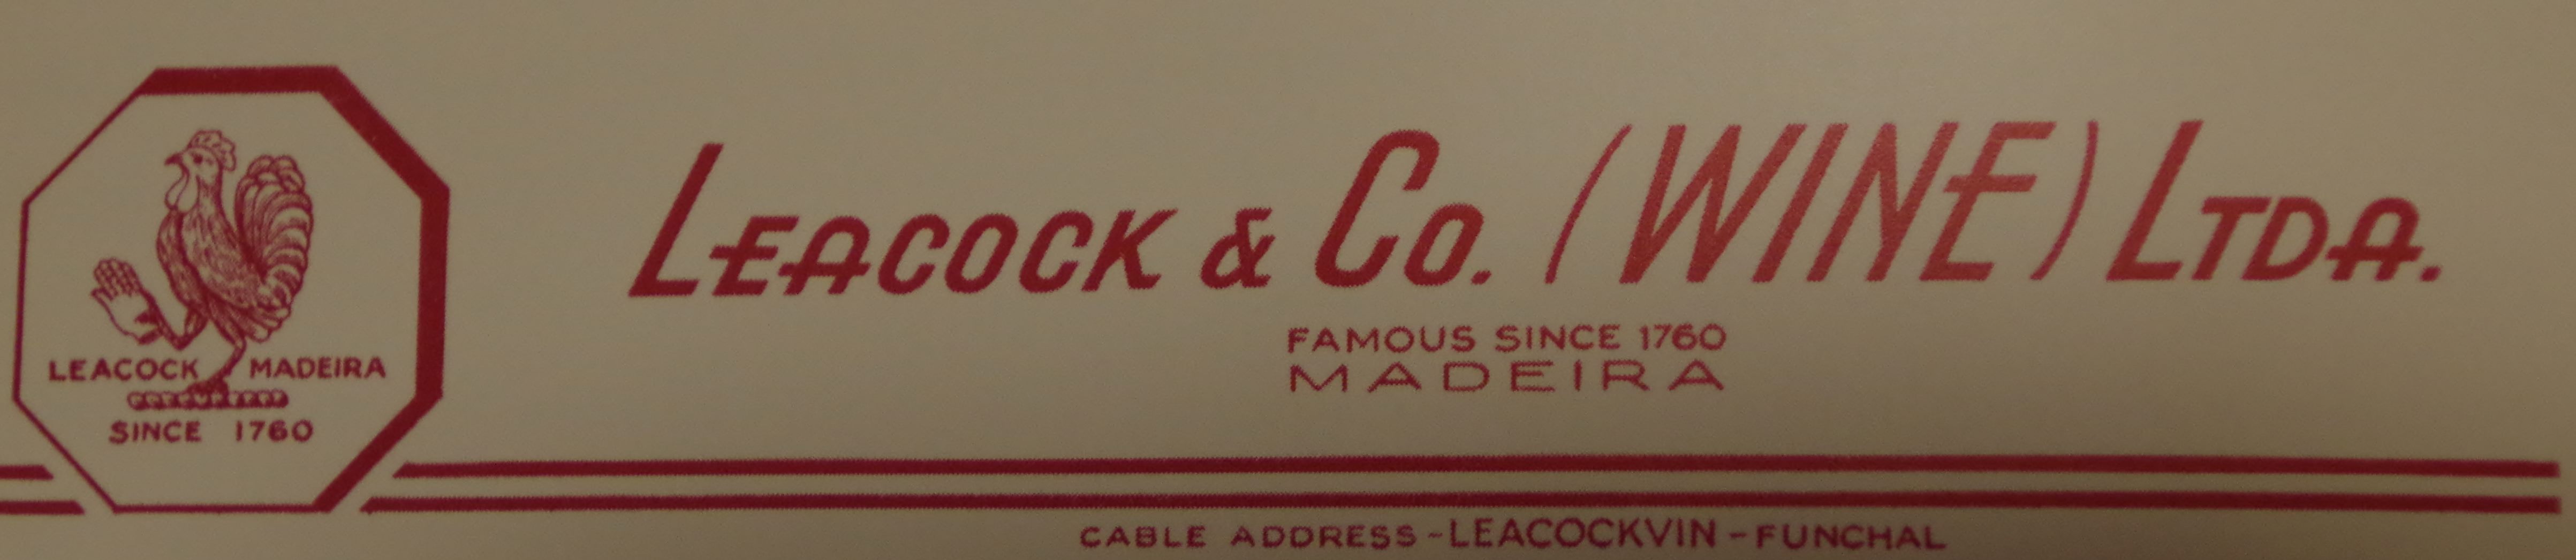 LEACOCK MADEIRA
SINCE 1760
LEACOCK & CO. (WINE) LTDA.
FAMOUS SINCE 1760
MADEIRA
CABLE ADDRESS - LEACOCKVIN - FUNCHAL